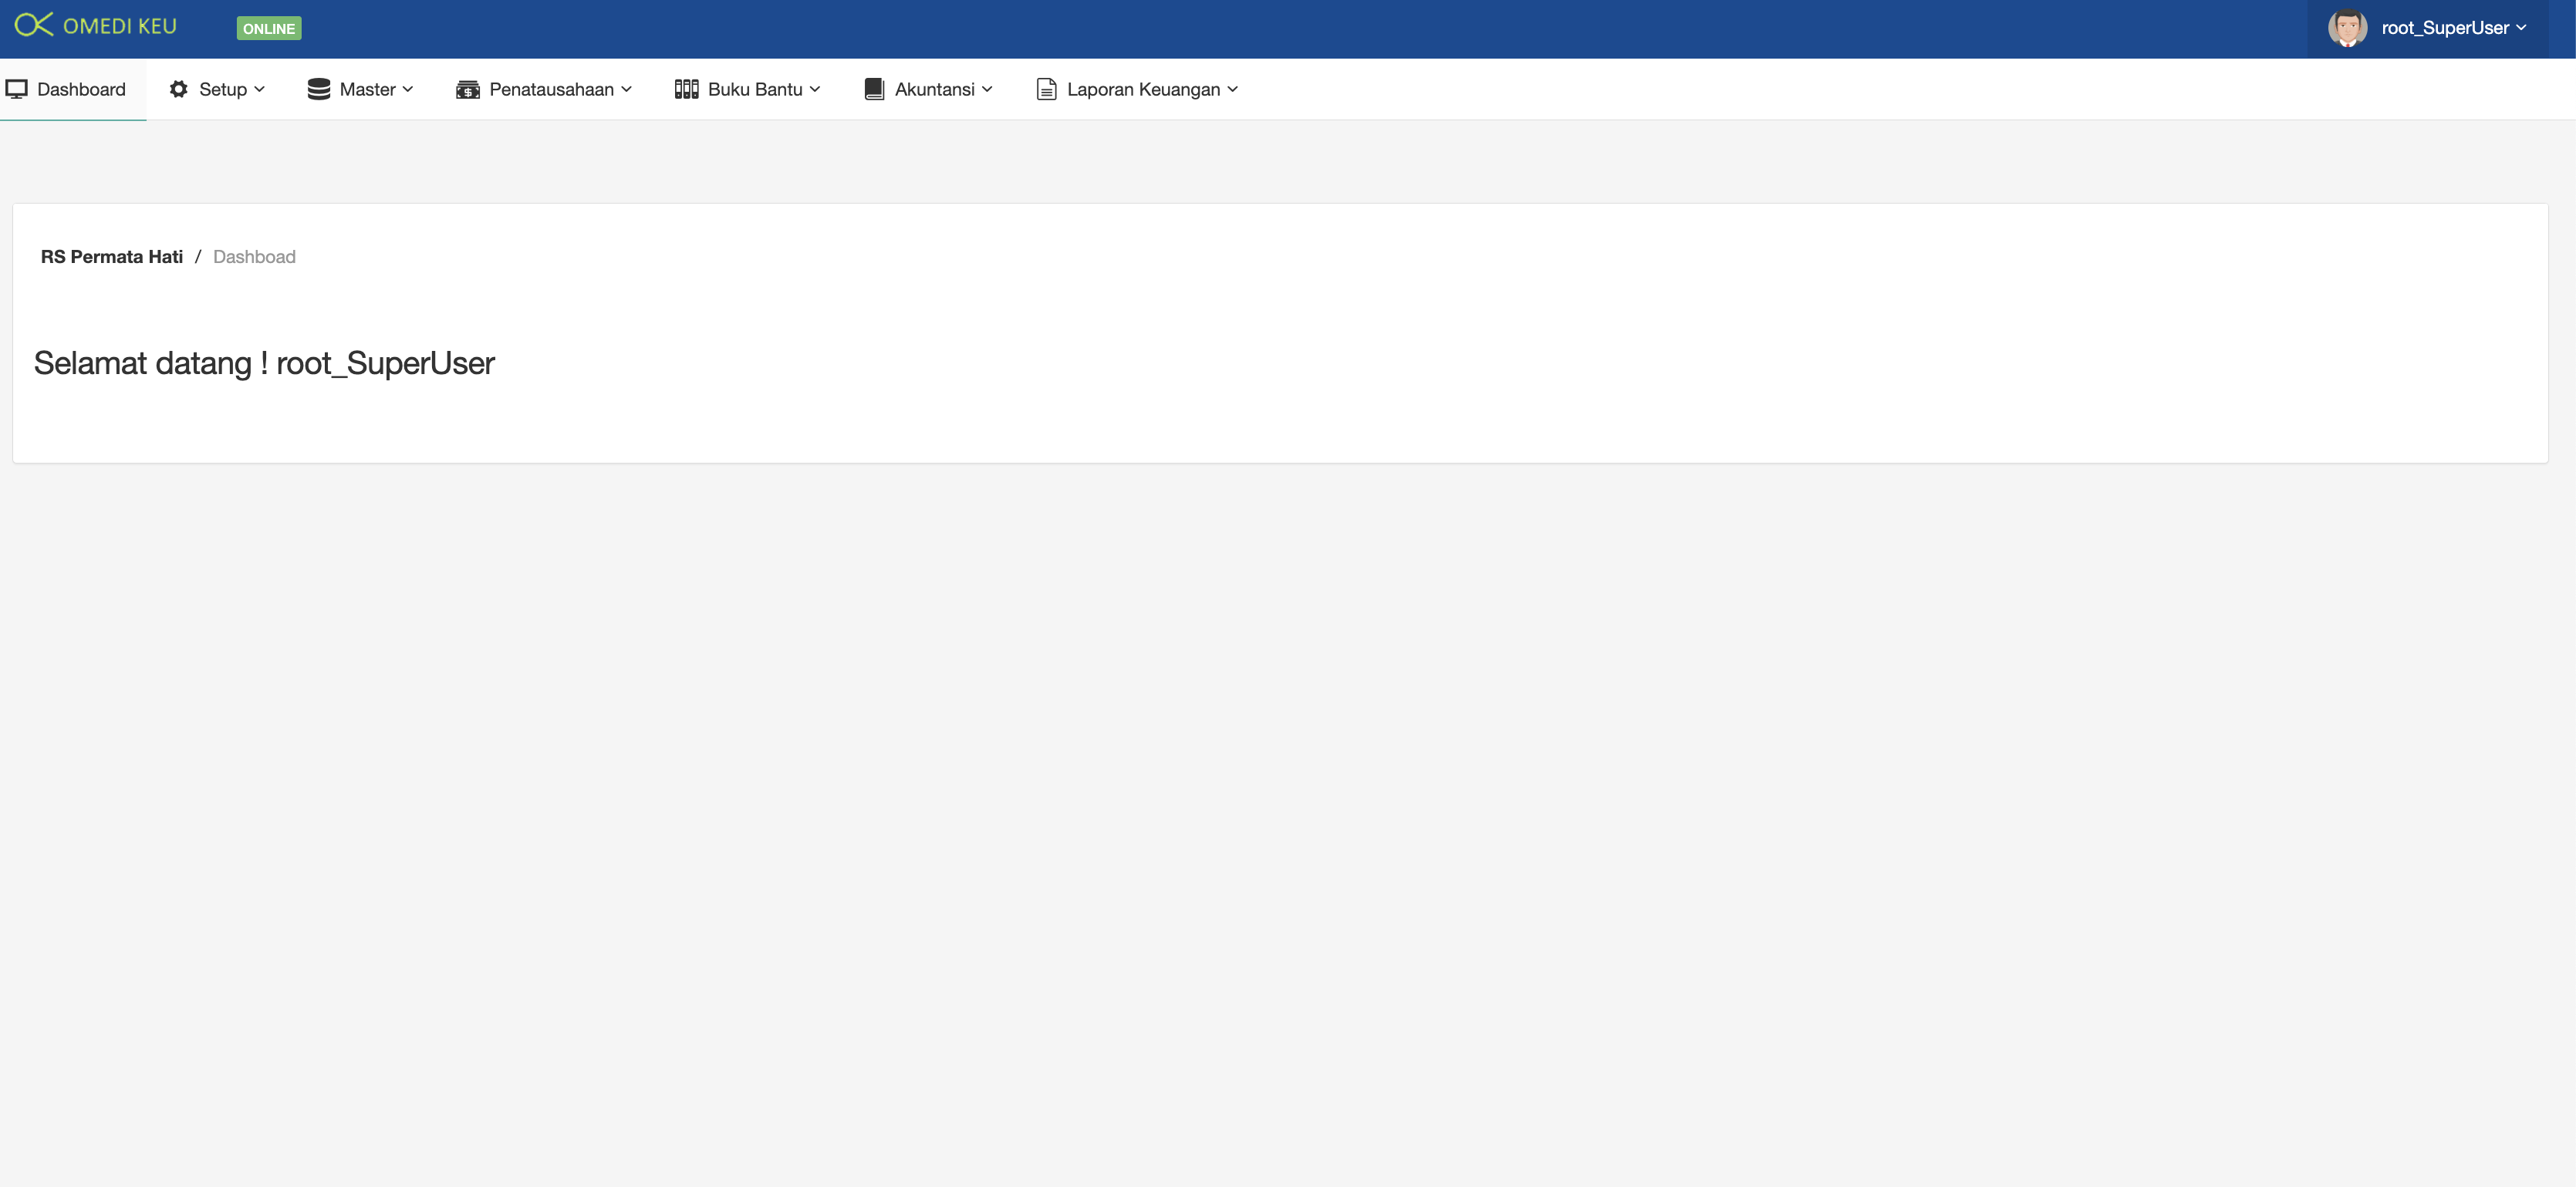 OMEDI KEU ONLINE root_SuperUser
Dashboard Setup Master Penatausahaan Buku Bantu Akuntansi Laporan Keuangan
RS Permata Hati / Dashboad
Selamat datang ! root_SuperUser